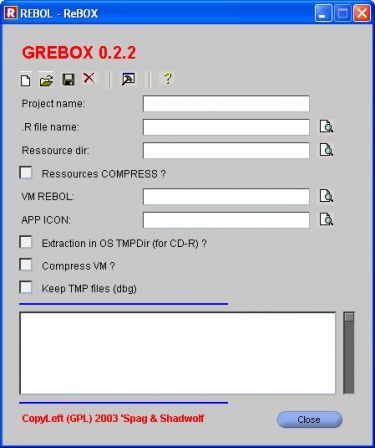 REBOL - ReBOX
GREBOX 0.2.2
Project name:
.R file name:
Ressource dir:
Ressources COMPRESS ?
VM REBOL:
APP ICON:
Extraction in OS TMPDir (for CD-R) ?
Compress VM ?
Keep TMP files (dbg)
CopyLeft (GPL) 2003 'Spag & Shadwolf
Close